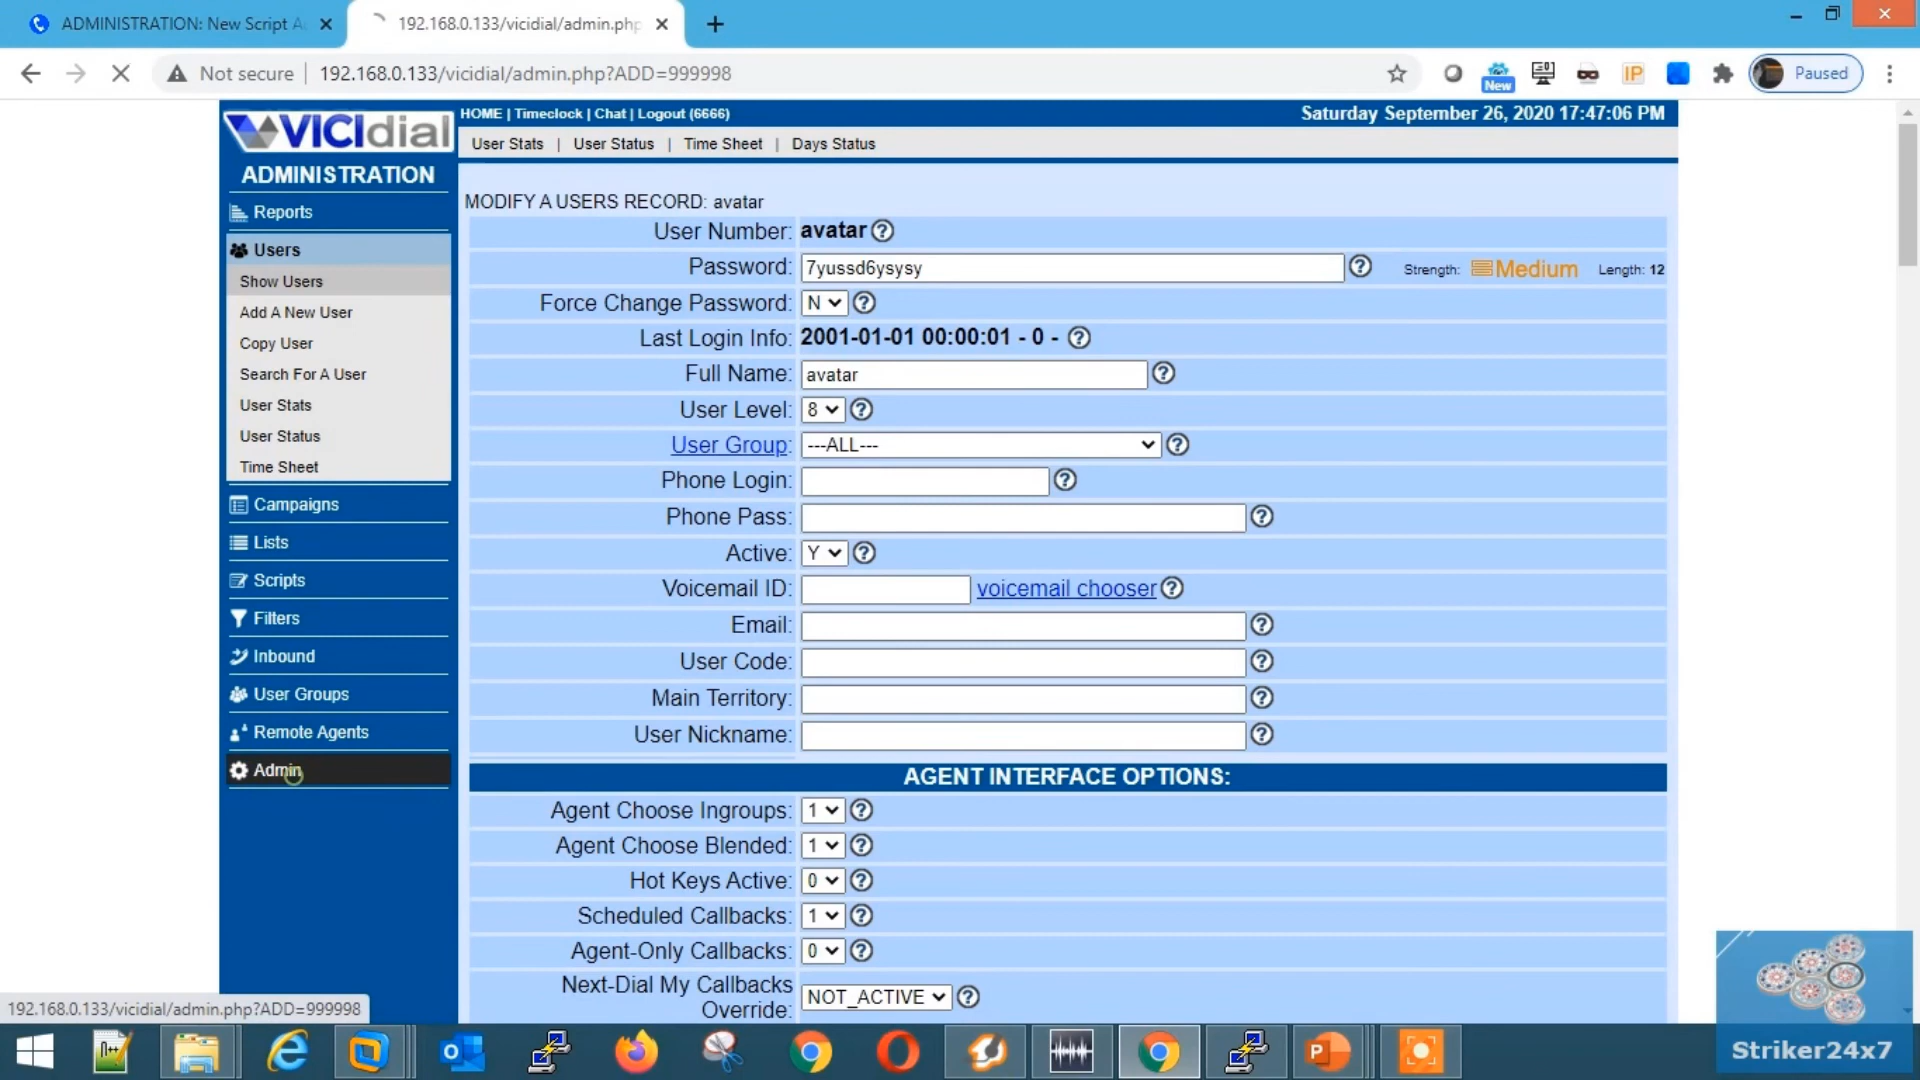 ADMINISTRATION: New Script A
192.168.0.133/vicidial/admin.php
Not secure | 192.168.0.133/vicidial/admin.php?ADD=999998
New
IP
Paused
VICIdial
HOME | Timeclock | Chat | Logout (6666)
Saturday September 26, 2020 17:47:06 PM
User Stats | User Status | Time Sheet | Days Status
ADMINISTRATION
Reports
Users
Show Users
Add A New User
Copy User
Search For A User
User Stats
User Status
Time Sheet
Campaigns
Lists
Scripts
Filters
Inbound
User Groups
Remote Agents
Admin
MODIFY A USERS RECORD: avatar
User Number: avatar
Password: 7yussd6ysysy Strength: Medium Length: 12
Force Change Password: N
Last Login Info: 2001-01-01 00:00:01 - 0 -
Full Name: avatar
User Level: 8
User Group: ---ALL---
Phone Login:
Phone Pass:
Active: Y
Voicemail ID: voicemail chooser
Email:
User Code:
Main Territory:
User Nickname:
AGENT INTERFACE OPTIONS:
Agent Choose Ingroups: 1
Agent Choose Blended: 1
Hot Keys Active: 0
Scheduled Callbacks: 1
Agent-Only Callbacks: 0
Next-Dial My Callbacks
Override: NOT_ACTIVE
192.168.0.133/vicidial/admin.php?ADD=999998
Striker24x7